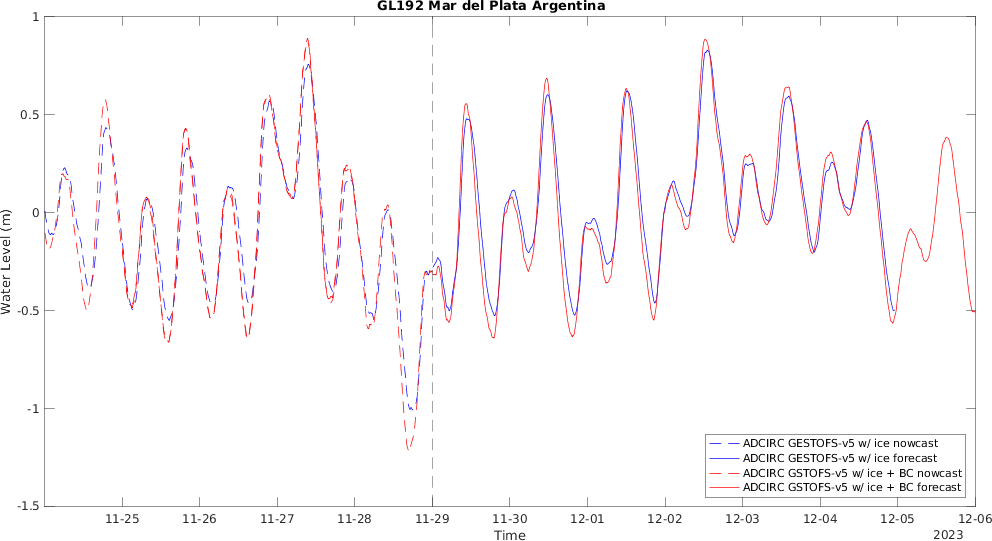 GL192 Mar del Plata Argentina
1
0.5
0
-0.5
-1
-1.5
Water Level (m)
ADCIRC GESTOFS-v5 w/ ice nowcast
ADCIRC GESTOFS-v5 w/ ice forecast
ADCIRC GSTOFS-v5 w/ ice + BC nowcast
ADCIRC GSTOFS-v5 w/ ice + BC forecast
11-25 11-26 11-27 11-28 11-29 11-30 12-01 12-02 12-03 12-04 12-05 12-06
Time
2023